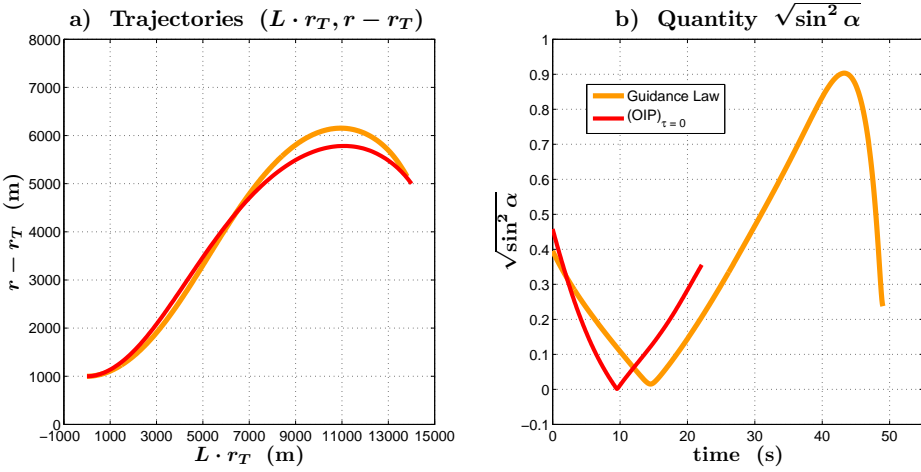 a) Trajectories (L · r_T, r − r_T)
8000
7000
6000
5000
4000
3000
2000
1000
0
−1000 1000 3000 5000 7000 9000 11000 13000 15000
r − r_T (m)
L · r_T (m)
b) Quantity √sin² α
1
0.9
0.8
0.7
0.6
0.5
0.4
0.3
0.2
0.1
0
−0.1
0 10 20 30 40 50
√sin² α
time (s)
Guidance Law
(OIP)_τ = 0